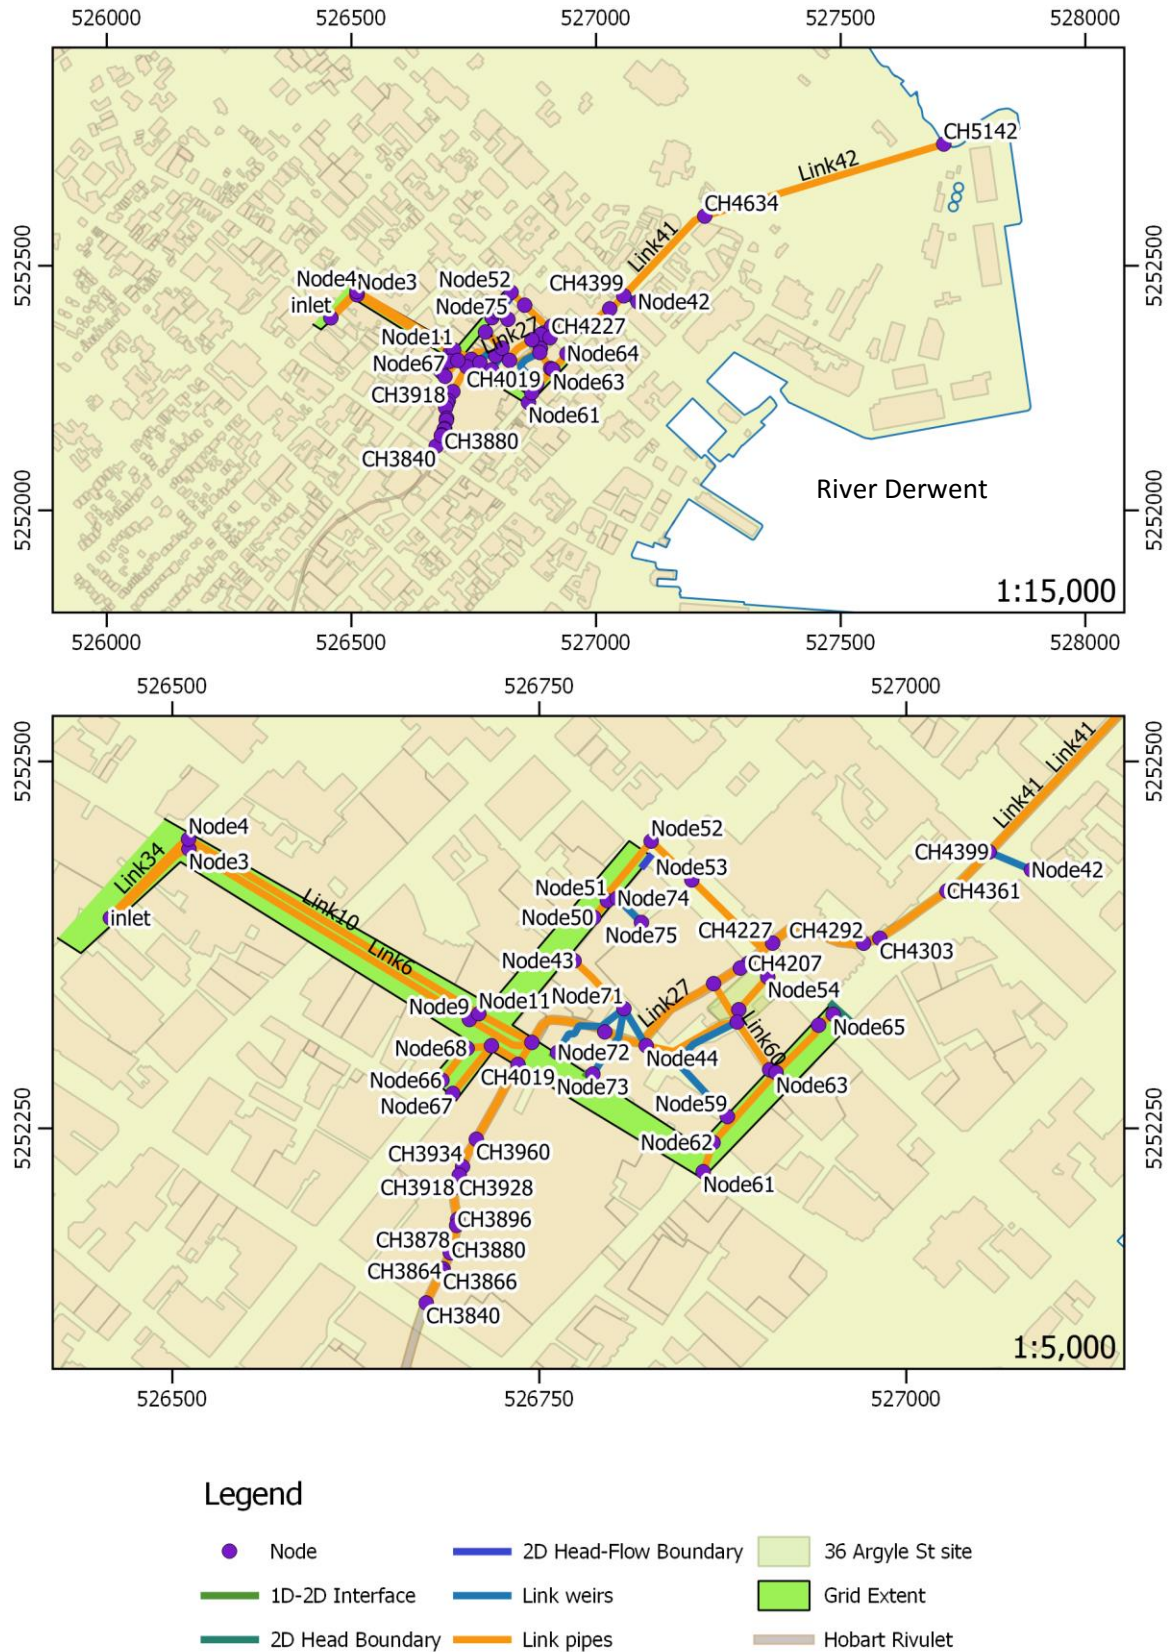 526000 526500 527000 527500 528000
5252500
5252000
5252500
5252000
CH5142
Link42
CH4634
Link41
CH4399
Node42
Node52
Node4
Node3
inlet
Node75
CH4227
Link27
Node11
Node64
Node67
CH4019
Node63
CH3918
Node61
CH3880
CH3840
River Derwent
1:15,000
526000 526500 527000 527500 528000
526500 526750 527000
5252500
5252250
5252500
5252250
Link41
Link41
Node4
Node52
CH4399
Node3
Node53
Node42
Link34
Node51
CH4361
Node74
inlet
Link10
Node50
Node75
CH4227
CH4292
CH4303
Link6
Node43
CH4207
Node54
Node9
Node11
Node71
Link27
Node65
Node68
Node72
Node44
Link60
CH4019
Node66
Node73
Node63
Node67
Node59
CH3934
CH3960
Node62
CH3918
CH3928
Node61
CH3896
CH3878
CH3880
CH3864
CH3866
CH3840
1:5,000
526500 526750 527000
Legend
Node
2D Head-Flow Boundary
36 Argyle St site
1D-2D Interface
Link weirs
Grid Extent
2D Head Boundary
Link pipes
Hobart Rivulet